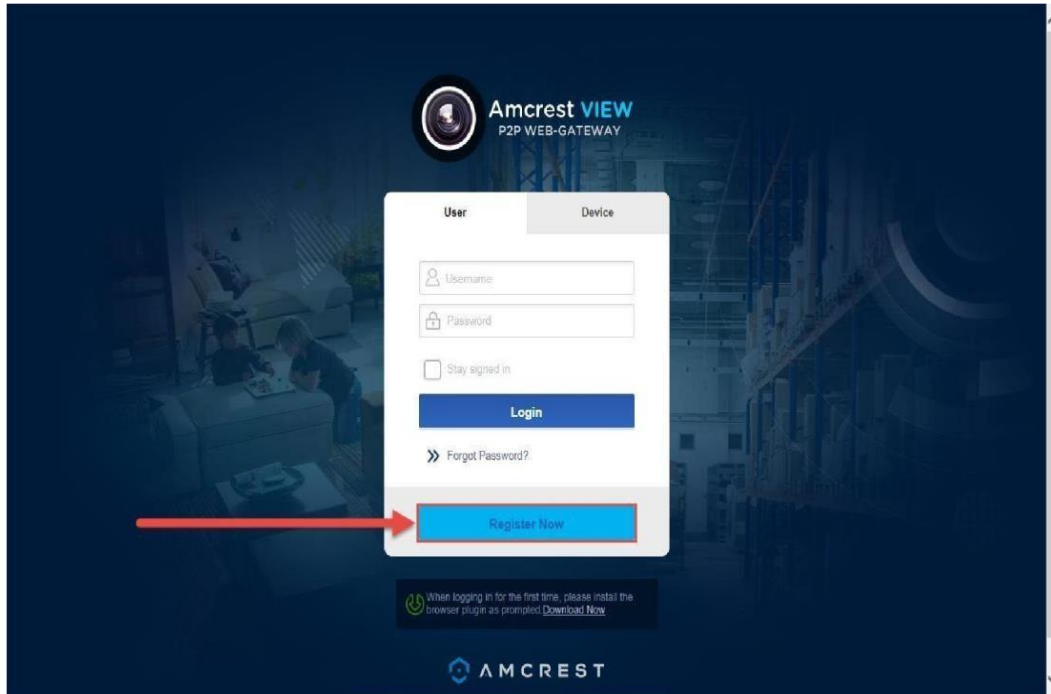 Amcrest VIEW
P2P WEB-GATEWAY
User Device
Username
Password
Stay signed in
Login
Forgot Password?
Register Now
When logging in for the first time, please install the
browser plugin as prompted.Download Now
AMCREST